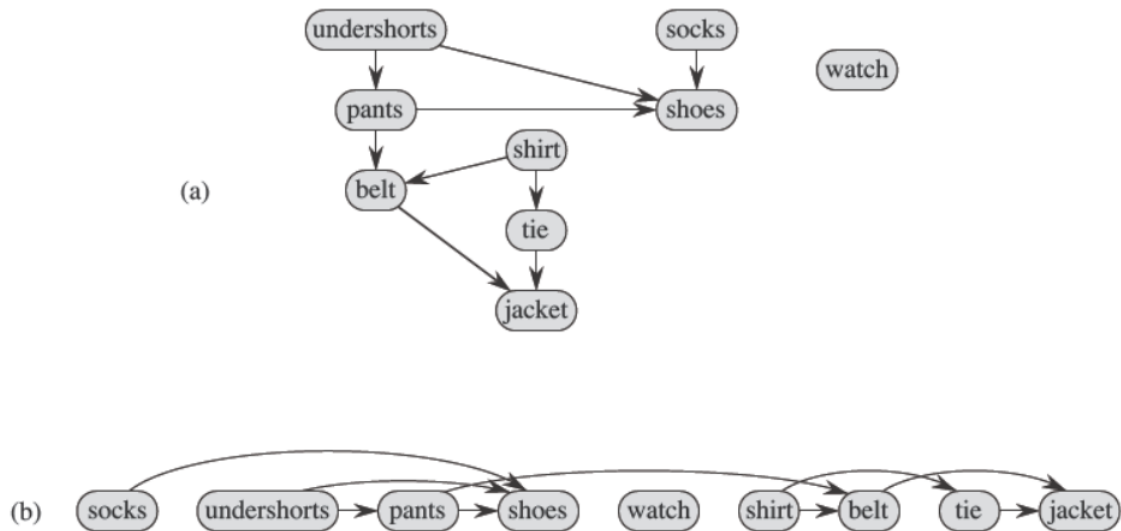 undershorts socks
watch
pants shoes
shirt
(a) belt
tie
jacket
(b) socks undershorts pants shoes watch shirt belt tie jacket